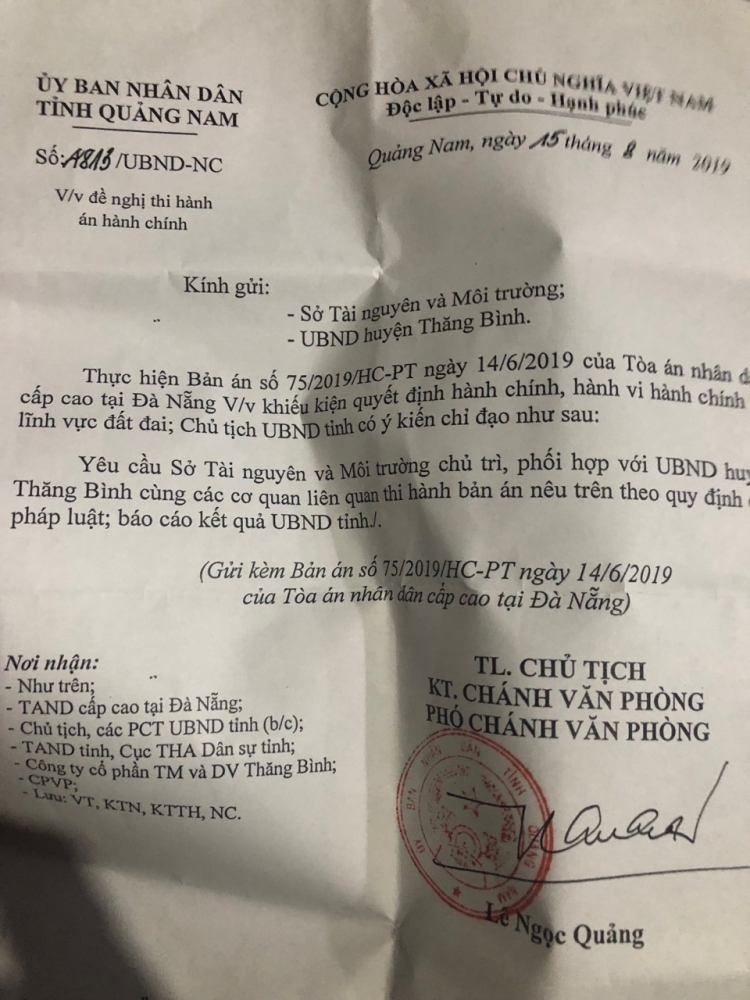 ỦY BAN NHÂN DÂN
TỈNH QUẢNG NAM
CỘNG HÒA XÃ HỘI CHỦ NGHĨA VIỆT NAM
Độc lập - Tự do - Hạnh phúc
Số: /UBND-NC
Quảng Nam, ngày 15 tháng 8 năm 2019
V/v đề nghị thi hành
án hành chính
Kính gửi:
- Sở Tài nguyên và Môi trường;
- UBND huyện Thăng Bình.
Thực hiện Bản án số 75/2019/HC-PT ngày 14/6/2019 của Tòa án nhân
cấp cao tại Đà Nẵng V/v khiếu kiện quyết định hành chính, hành vi hành chính
lĩnh vực đất đai; Chủ tịch UBND tỉnh có ý kiến chỉ đạo như sau:
Yêu cầu Sở Tài nguyên và Môi trường chủ trì, phối hợp với UBND
Thăng Bình cùng các cơ quan liên quan thi hành bản án nêu trên theo quy định
pháp luật; báo cáo kết quả UBND tỉnh./.
(Gửi kèm Bản án số 75/2019/HC-PT ngày 14/6/2019
của Tòa án nhân dân cấp cao tại Đà Nẵng)
Nơi nhận:
- Như trên;
- TAND cấp cao tại Đà Nẵng;
- Chủ tịch, các PCT UBND tỉnh (b/c);
- TAND tỉnh, Cục THA Dân sự tỉnh;
- Công ty cổ phần TM và DV Thăng Bình;
- CPVP;
- Lưu: VT, KTN, KTTH, NC.
TL. CHỦ TỊCH
KT. CHÁNH VĂN PHÒNG
PHÓ CHÁNH VĂN PHÒNG
ỦY BAN NHÂN DÂN TỈNH QUẢNG NAM
Lê Ngọc Quảng